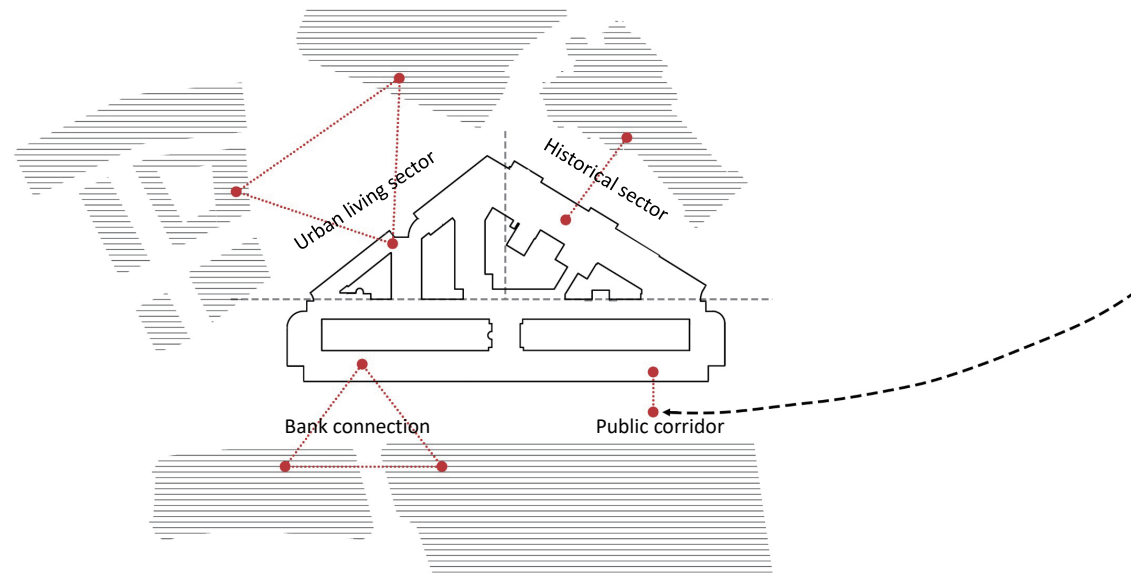 Urban living sector
Historical sector
Bank connection
Public corridor